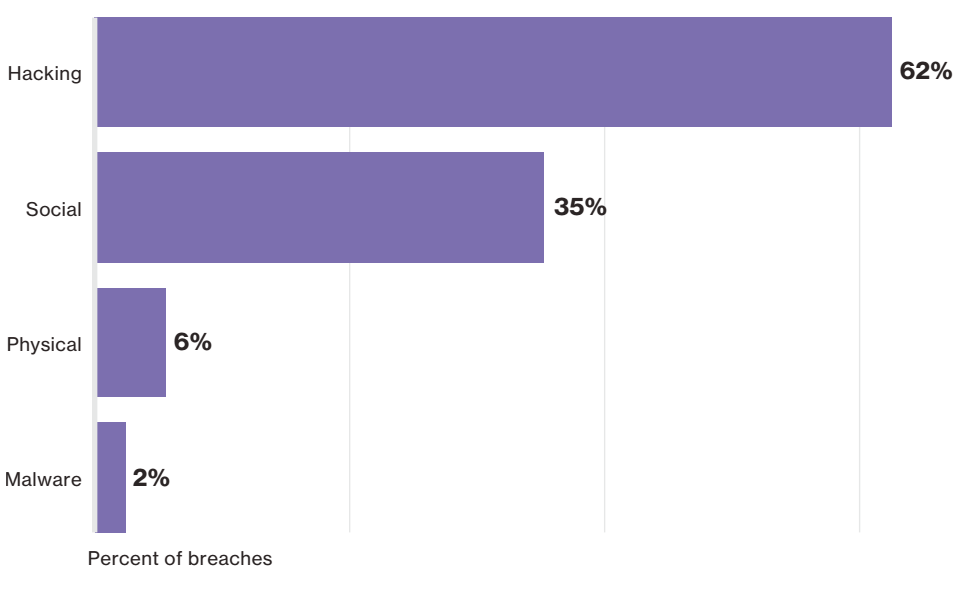 Hacking
62%
Social
35%
Physical
6%
Malware
2%
Percent of breaches